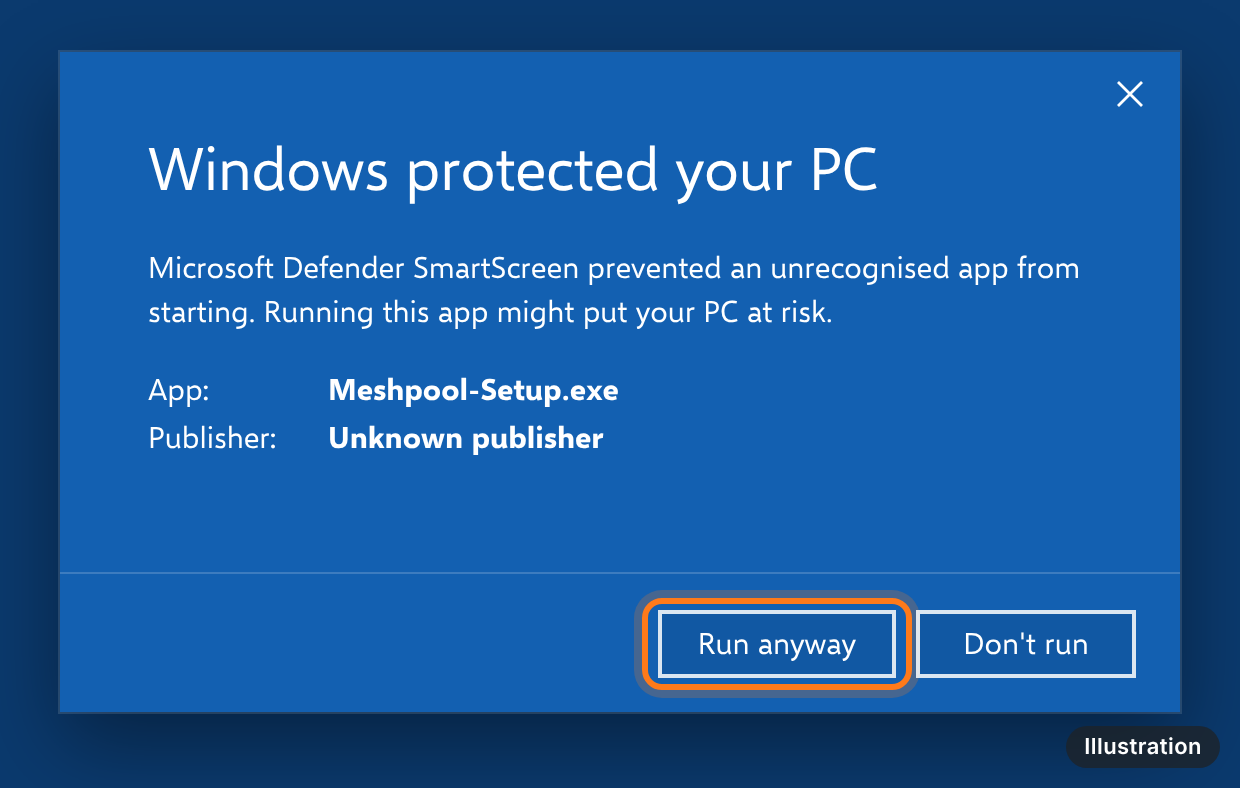 Windows protected your PC
Microsoft Defender SmartScreen prevented an unrecognised app from
starting. Running this app might put your PC at risk.
App: Meshpool-Setup.exe
Publisher: Unknown publisher
Run anyway Don't run
Illustration